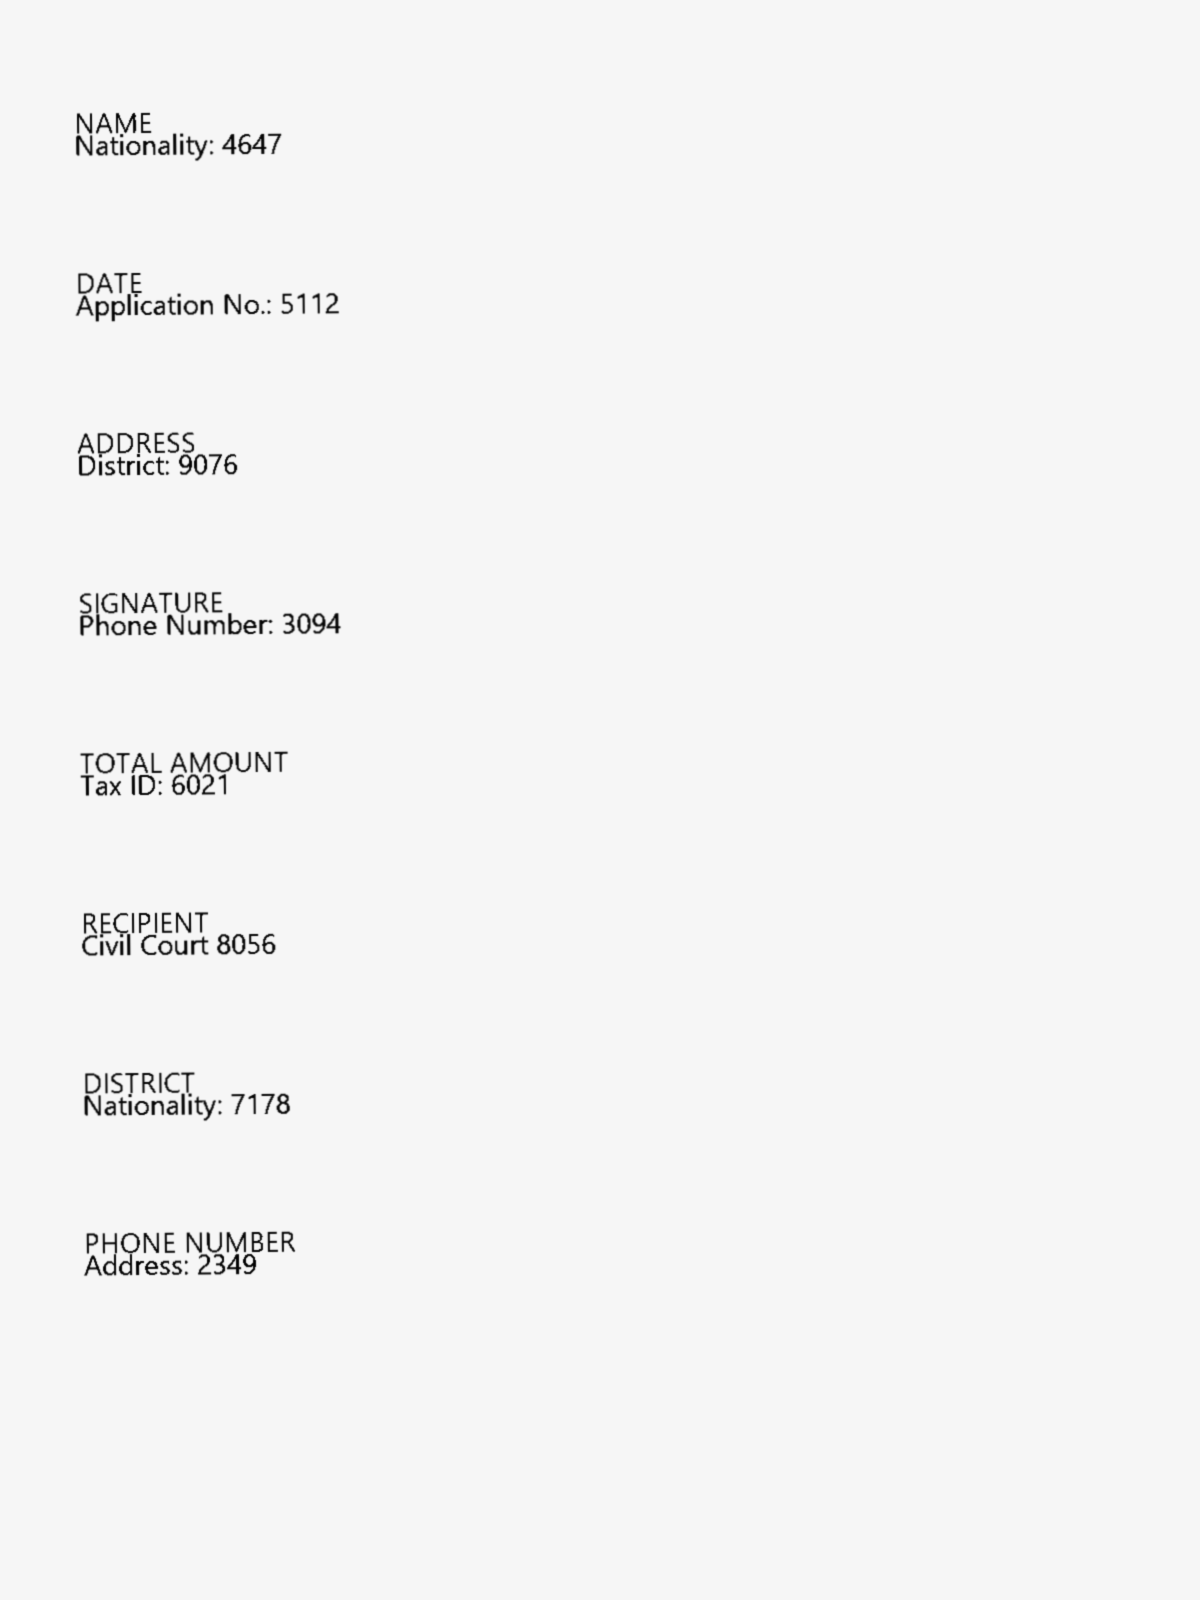 NAME
Nationality: 4647
DATE
Application No.: 5112
ADDRESS
District: 9076
SIGNATURE
Phone Number: 3094
TOTAL AMOUNT
Tax ID: 6021
RECIPIENT
Civil Court 8056
DISTRICT
Nationality: 7178
PHONE NUMBER
Address: 2349